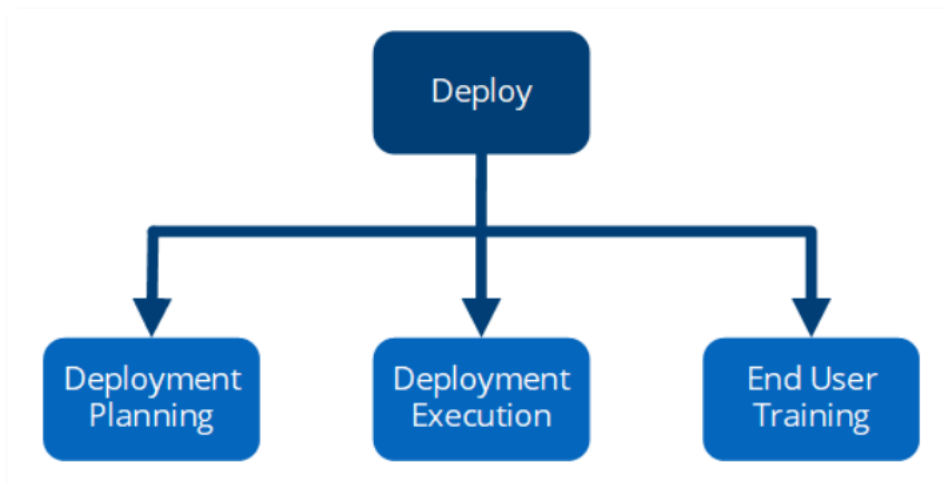 Deploy
Deployment
Planning
Deployment
Execution
End User
Training